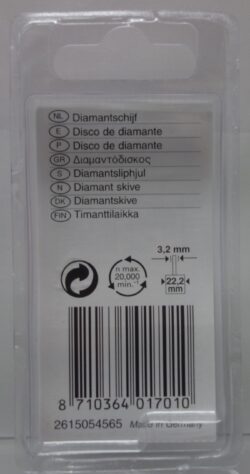 NL Diamantschijf
E Disco de diamante
P Disco de diamante
GR Διαμαντόδισκος
S Diamantsliphjul
N Diamant skive
DK Diamantskive
FIN Timanttilaikka
3,2 mm
n max.
20,000
min.⁻¹
22,2
mm
8 710364 017010
2615054565 Made in Germany